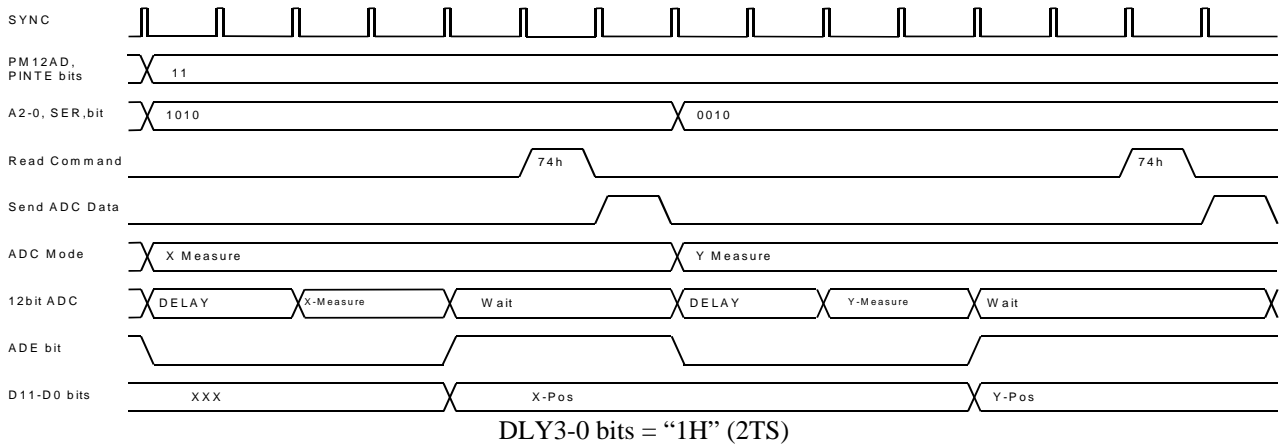 SYNC
PM12AD,
PINTE bits
11
A2-0, SER,bit
1010
0010
Read Command
74h
74h
Send ADC Data
ADC Mode
X Measure
Y Measure
12bit ADC
DELAY
X-Measure
Wait
DELAY
Y-Measure
Wait
ADE bit
D11-D0 bits
XXX
X-Pos
Y-Pos
DLY3-0 bits = “1H” (2TS)